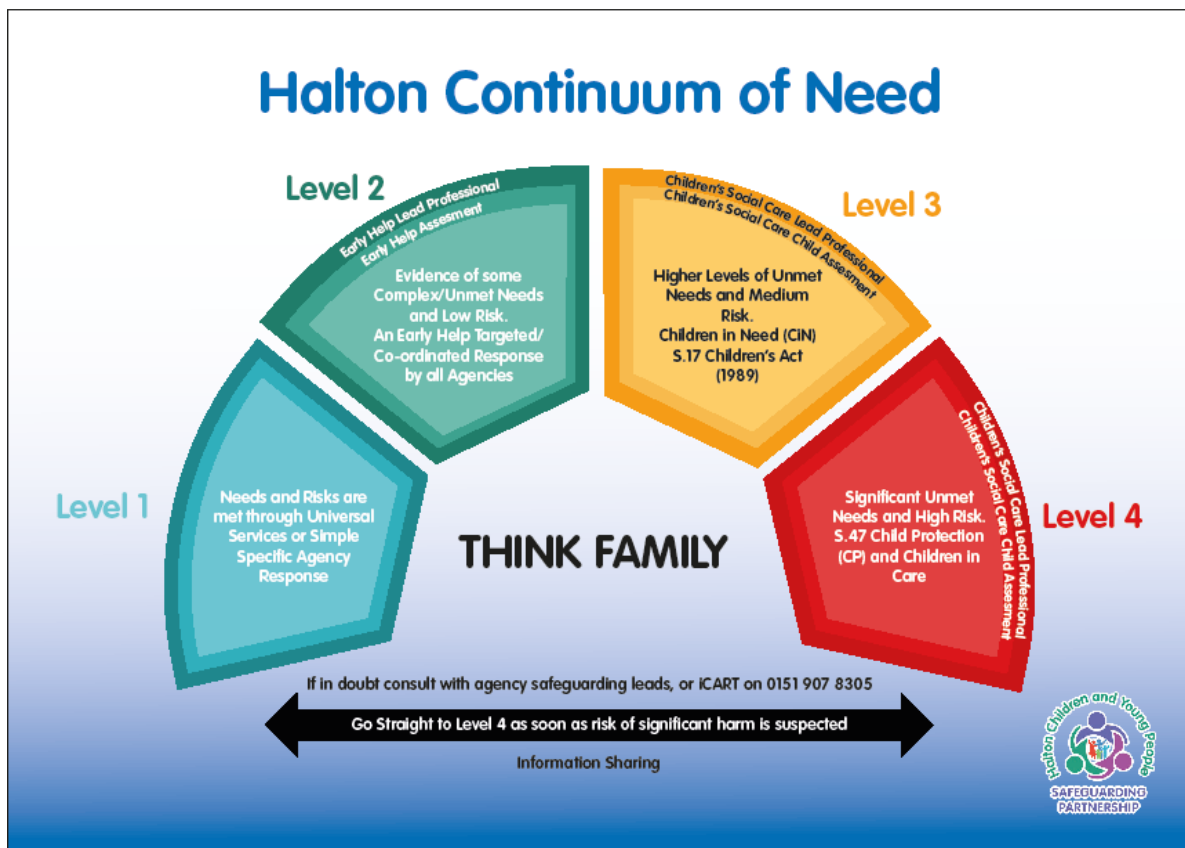 Halton Continuum of Need
Level 1
Needs and Risks are
met through Universal
Services or Simple
Specific Agency
Response
Level 2
Early Help Lead Professional
Early Help Assesment
Evidence of some
Complex/Unmet Needs
and Low Risk.
An Early Help Targeted/
Co-ordinated Response
by all Agencies
Level 3
Children's Social Care Lead Professional
Children's Social Care Child Assesment
Higher Levels of Unmet
Needs and Medium
Risk.
Children in Need (CiN)
S.17 Children's Act
(1989)
Level 4
Children's Social Care Lead Professional
Children's Social Care Child Assesment
Significant Unmet
Needs and High Risk.
S.47 Child Protection
(CP) and Children in
Care
THINK FAMILY
If in doubt consult with agency safeguarding leads, or iCART on 0151 907 8305
Go Straight to Level 4 as soon as risk of significant harm is suspected
Information Sharing
Halton Children and Young People
SAFEGUARDING
PARTNERSHIP